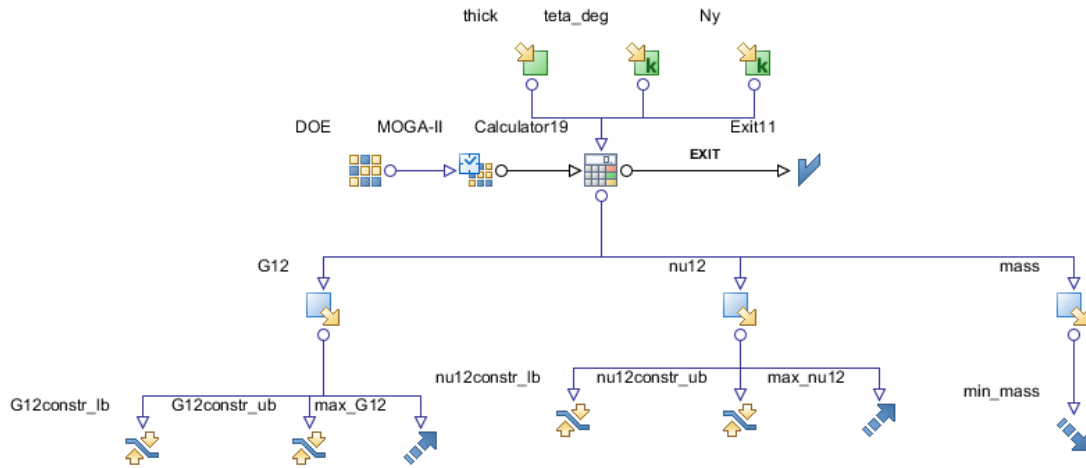 thick teta_deg Ny
DOE MOGA-II Calculator19 Exit11
EXIT
G12 nu12 mass
nu12constr_lb nu12constr_ub max_nu12 min_mass
G12constr_lb G12constr_ub max_G12
k k
0.